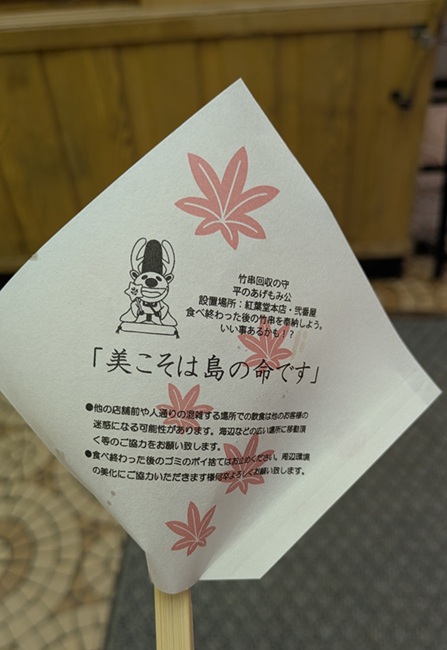 竹串回収の守
平のあげもみ公
設置場所：紅葉堂本店・弐番屋
食べ終わった後の竹串を奉納しよう。
いい事あるかも！？
「美こそは島の命です」
●他の店舗前や人通りの混雑する場所での飲食は他のお客様の
迷惑になる可能性があります。海辺などの広い場所に移動頂
く等のご協力をお願い致します。
●食べ終わった後のゴミのポイ捨てはお止めください。海辺環境
の美化にご協力いただきます様何卒よろしくお願い致します。